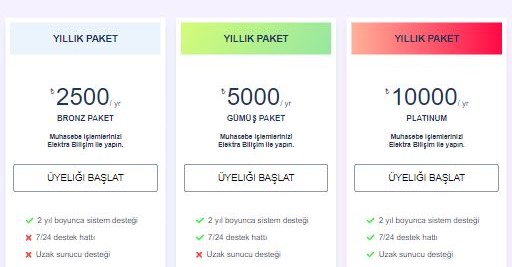 YILLIK PAKET
₺2500/ yr
BRONZ PAKET
Muhasebe işlemlerinizi
Elektra Bilişim ile yapın.
ÜYELİĞİ BAŞLAT
2 yıl boyunca sistem desteği
7/24 destek hattı
Uzak sunucu desteği
YILLIK PAKET
₺5000/ yr
GÜMÜŞ PAKET
Muhasebe işlemlerinizi
Elektra Bilişim ile yapın.
ÜYELİĞİ BAŞLAT
2 yıl boyunca sistem desteği
7/24 destek hattı
Uzak sunucu desteği
YILLIK PAKET
₺10000/ yr
PLATINUM
Muhasebe işlemlerinizi
Elektra Bilişim ile yapın.
ÜYELİĞİ BAŞLAT
2 yıl boyunca sistem desteği
7/24 destek hattı
Uzak sunucu desteği